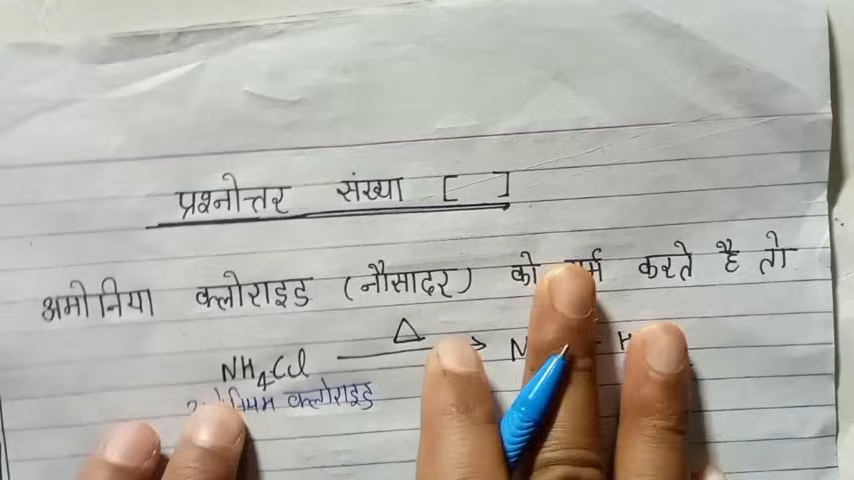 प्रश्नोत्तर संख्या [ ]
अमोनिया क्लोराइड (नौसादर) को करते है तो
NH₄Cl Δ →
क्लोराइड